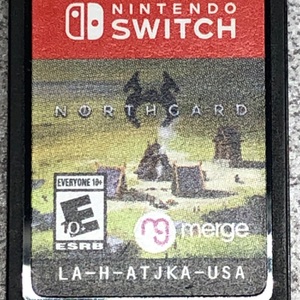 NINTENDO
SWITCH
NORTHGARD
EVERYONE 10+
E
10+
ESRB
merge
LA-H-ATJKA-USA